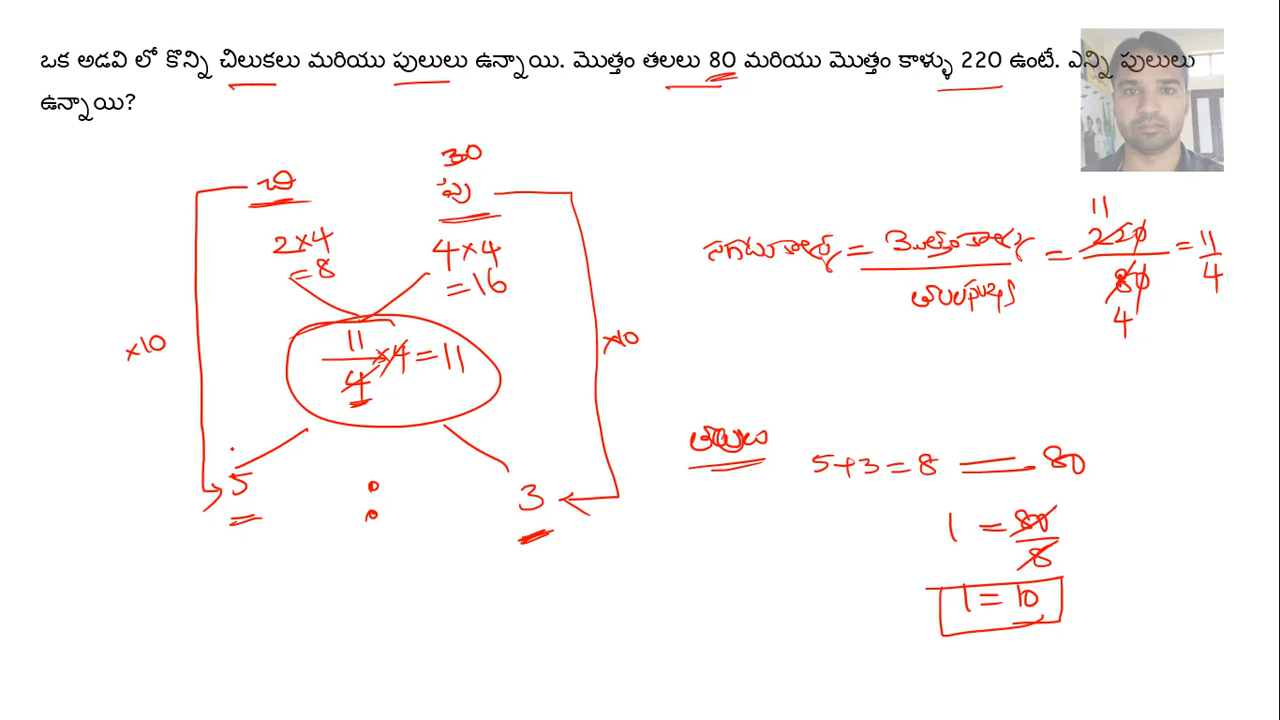 ఒక అడవి లో కొన్ని చిలుకలు మరియు పులులు ఉన్నాయి. మొత్తం తలలు 80 మరియు మొత్తం కాళ్ళు 220 ఉంటే. ఎన్ని పులులు
ఉన్నాయి?
30
చి పు
2×4 4×4
=8 =16
11/4 ×4 = 11
×10 ×10
5 : 3
సగటు కాళ్ళు = మొత్తం కాళ్ళు / = 220/80 = 11/4
11
4
తలలు 5+3=8 = 80
1 = 80/8
1 = 10